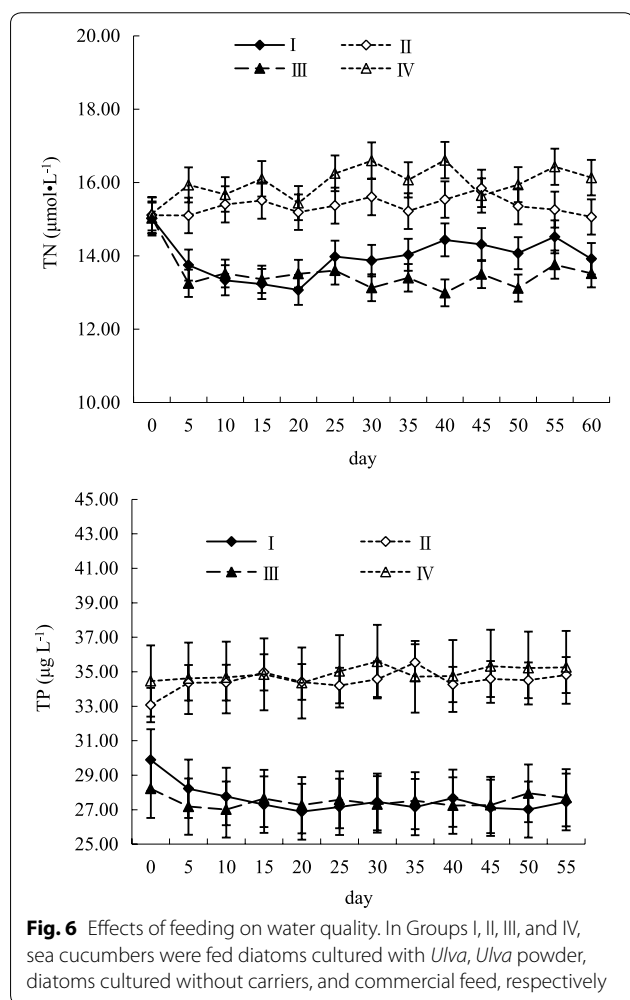 20.00
I II
III IV
18.00
16.00
14.00
12.00
10.00
TN (μmol•L-1)
0 5 10 15 20 25 30 35 40 45 50 55 60
day
45.00
43.00
I II
41.00
III IV
39.00
37.00
35.00
33.00
31.00
29.00
27.00
25.00
TP (μg L-1)
0 5 10 15 20 25 30 35 40 45 50 55
day
Fig. 6 Effects of feeding on water quality. In Groups I, II, III, and IV,
sea cucumbers were fed diatoms cultured with Ulva, Ulva powder,
diatoms cultured without carriers, and commercial feed, respectively